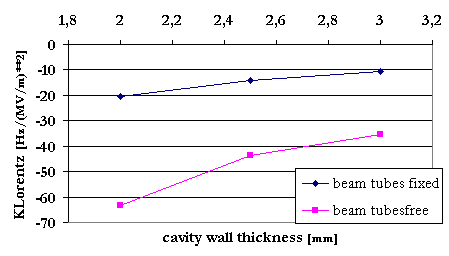 1,8 2 2,2 2,4 2,6 2,8 3 3,2
0
-10
-20
-30
-40
-50
-60
-70
KLorentz [Hz/(MV/m)**2]
beam tubes fixed
beam tubesfree
cavity wall thickness [mm]